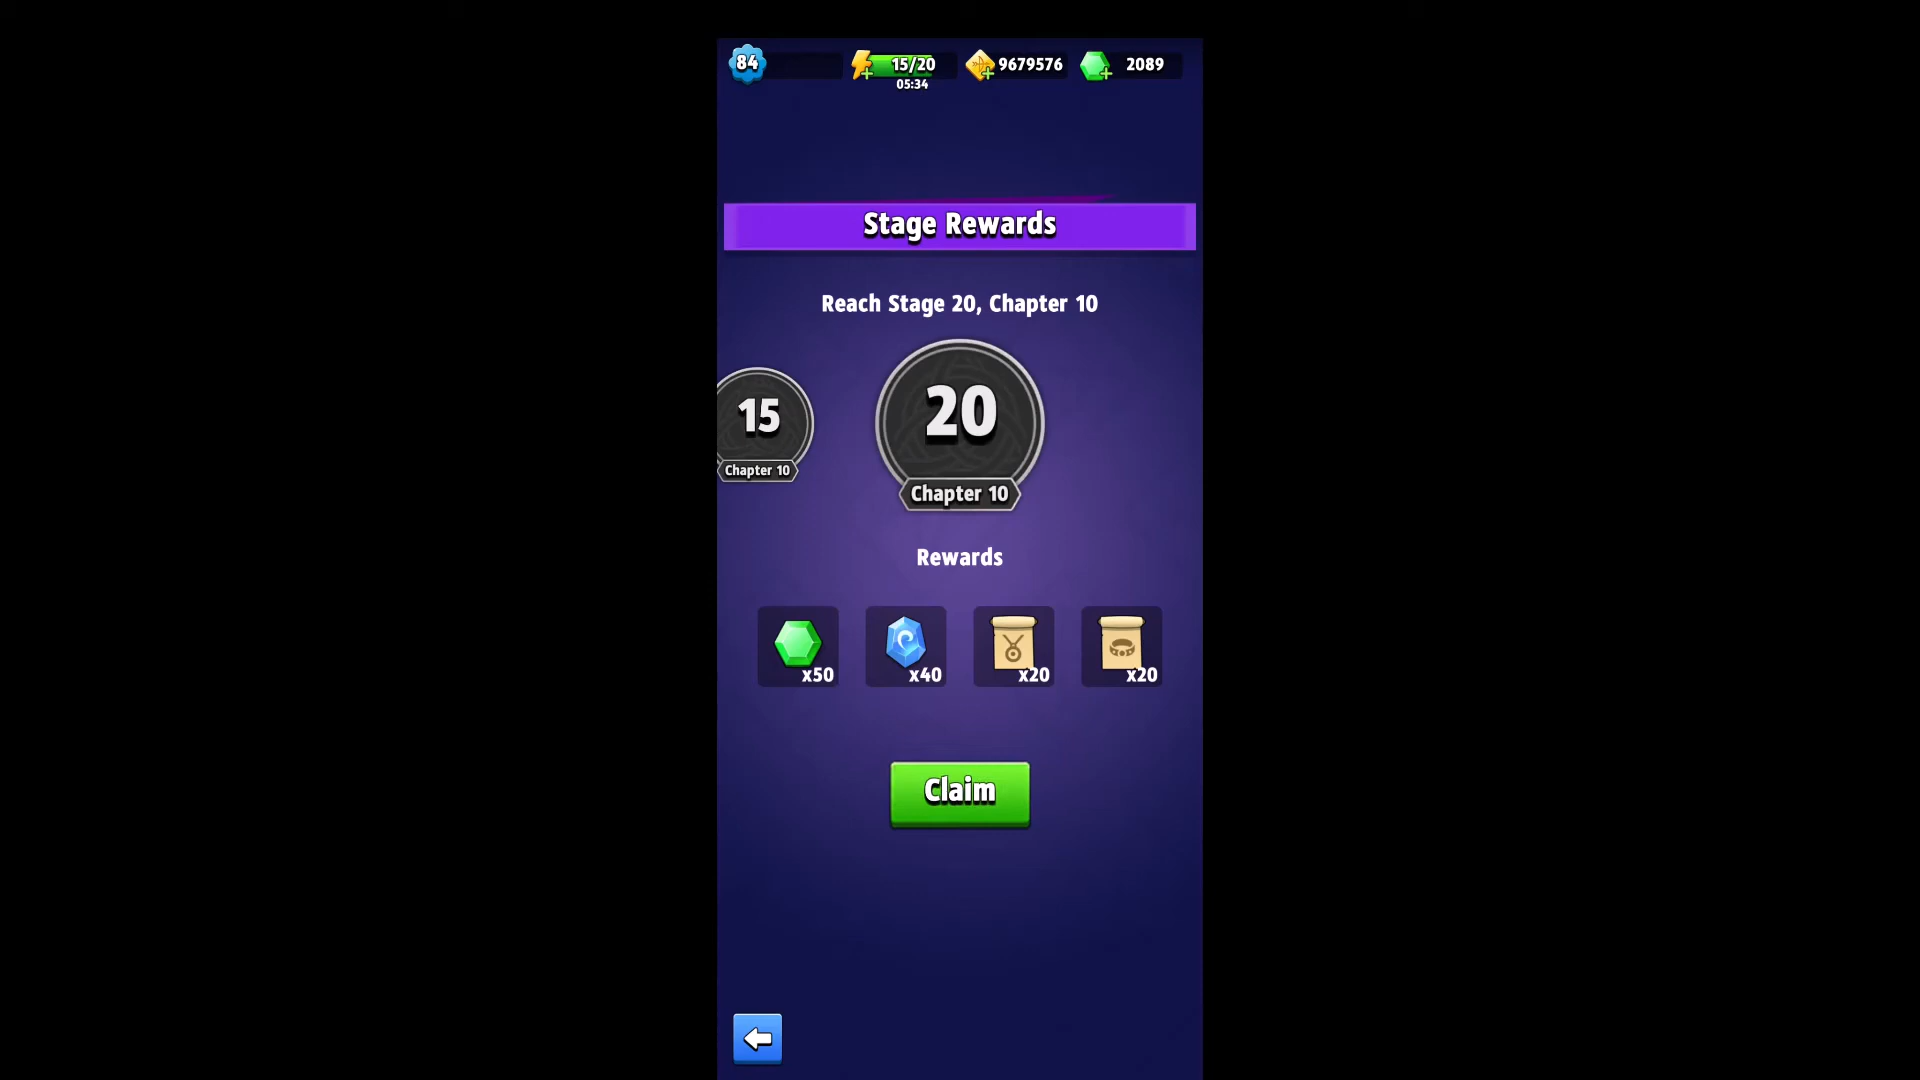 84
15/20
05:34
9679576
2089
Stage Rewards
Reach Stage 20, Chapter 10
15
Chapter 10
20
Chapter 10
Rewards
x50
x40
x20
x20
Claim